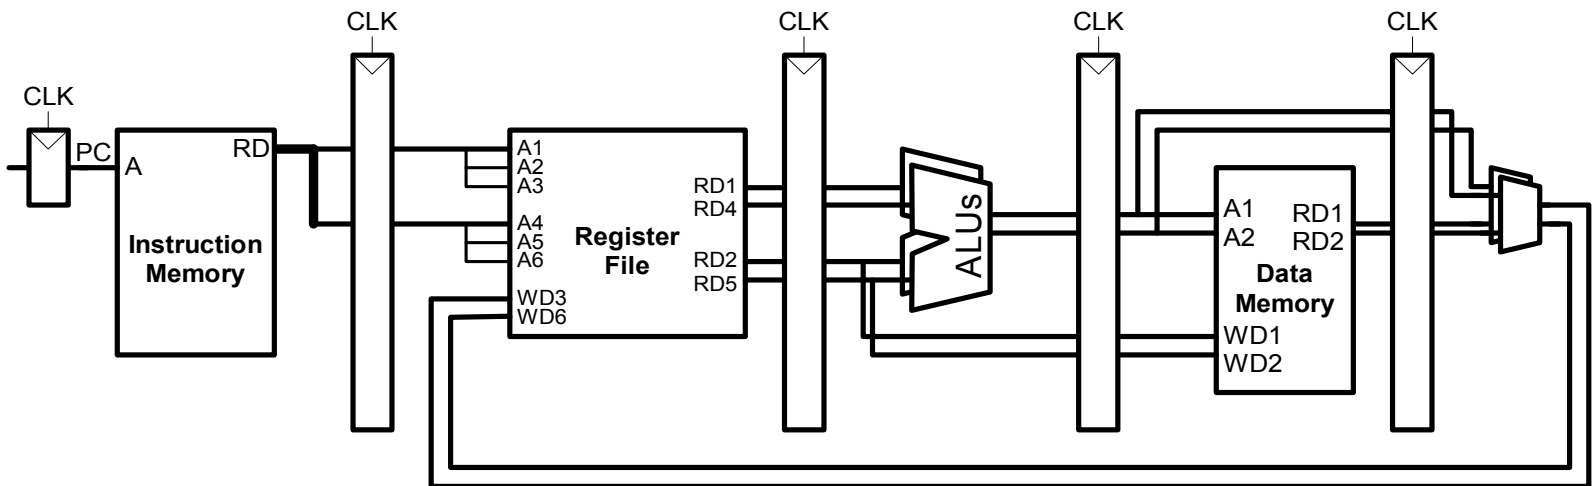 CLK
CLK
CLK
CLK
CLK
PC
A
RD
Instruction
Memory
A1
A2
A3
A4
A5
A6
WD3
WD6
Register
File
RD1
RD4
RD2
RD5
ALUs
A1
A2
RD1
RD2
Data
Memory
WD1
WD2